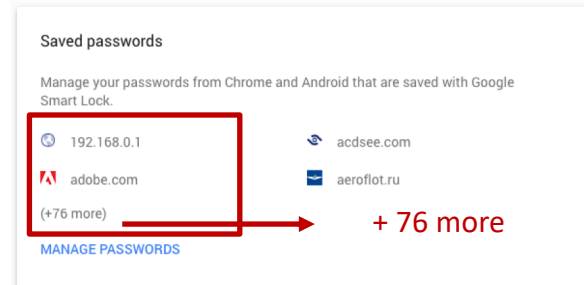 Saved passwords
Manage your passwords from Chrome and Android that are saved with Google
Smart Lock.
192.168.0.1
acdsee.com
adobe.com
aeroflot.ru
(+76 more)
+ 76 more
MANAGE PASSWORDS